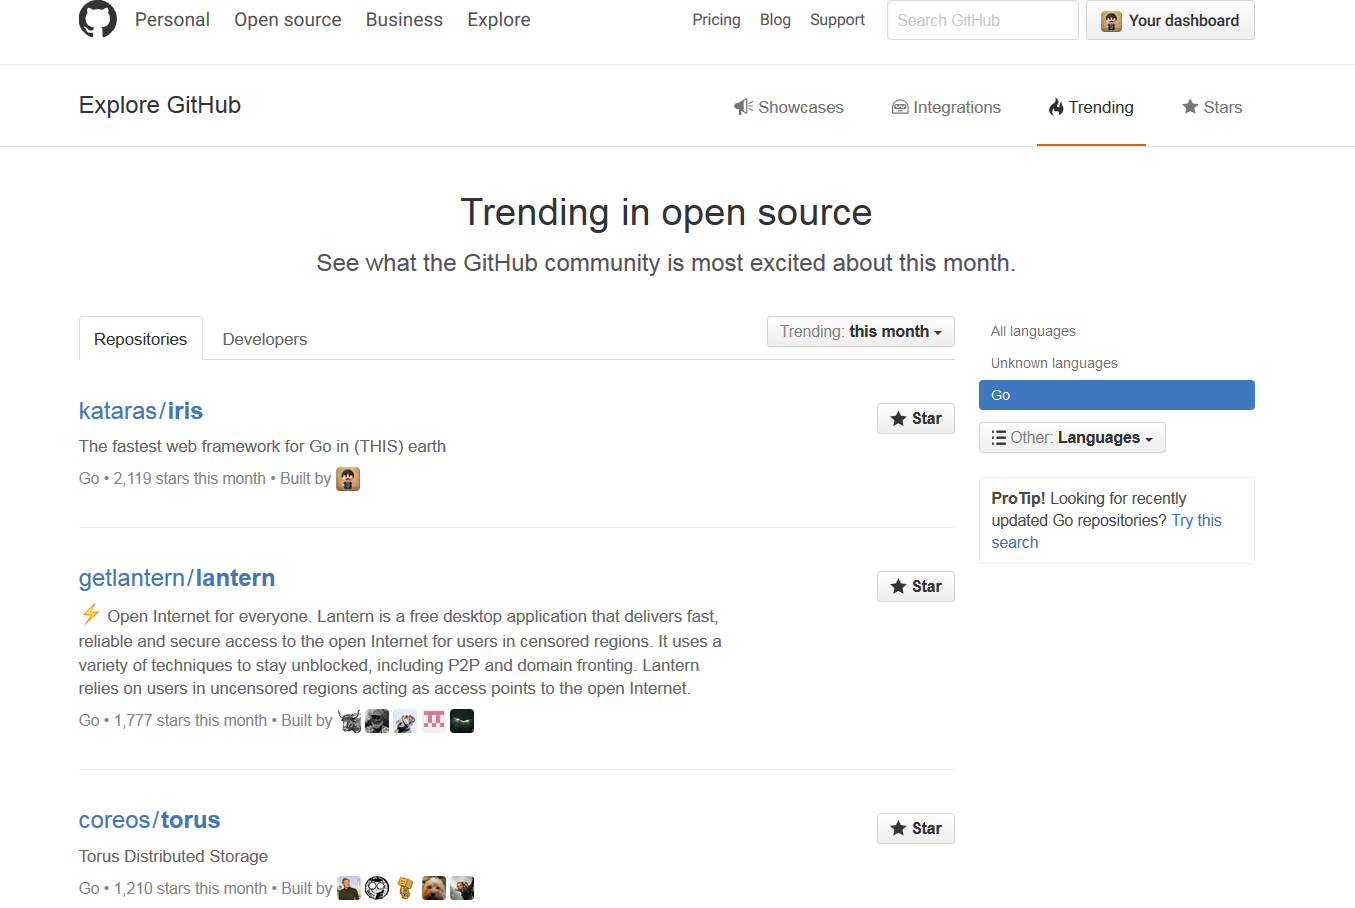 Personal Open source Business Explore Pricing Blog Support Search GitHub Your dashboard
Explore GitHub Showcases Integrations Trending Stars
Trending in open source
See what the GitHub community is most excited about this month.
Repositories Developers Trending: this month
All languages
Unknown languages
Go
Other: Languages
ProTip! Looking for recently
updated Go repositories? Try this
search
kataras/iris Star
The fastest web framework for Go in (THIS) earth
Go • 2,119 stars this month • Built by
getlantern/lantern Star
⚡ Open Internet for everyone. Lantern is a free desktop application that delivers fast,
reliable and secure access to the open Internet for users in censored regions. It uses a
variety of techniques to stay unblocked, including P2P and domain fronting. Lantern
relies on users in uncensored regions acting as access points to the open Internet.
Go • 1,777 stars this month • Built by
coreos/torus Star
Torus Distributed Storage
Go • 1,210 stars this month • Built by